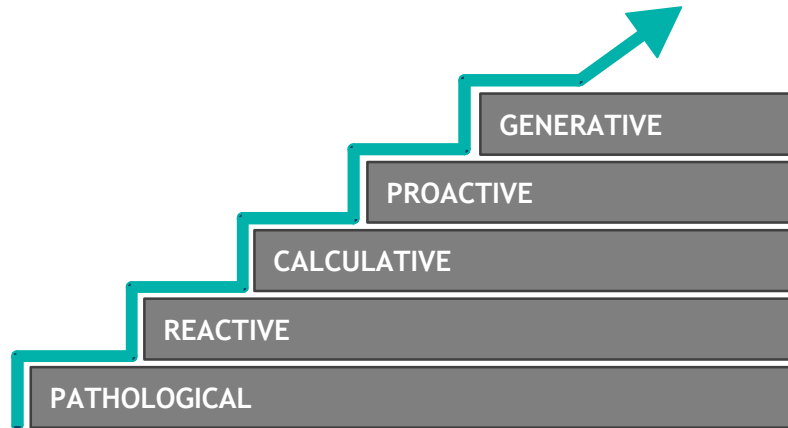 GENERATIVE
PROACTIVE
CALCULATIVE
REACTIVE
PATHOLOGICAL